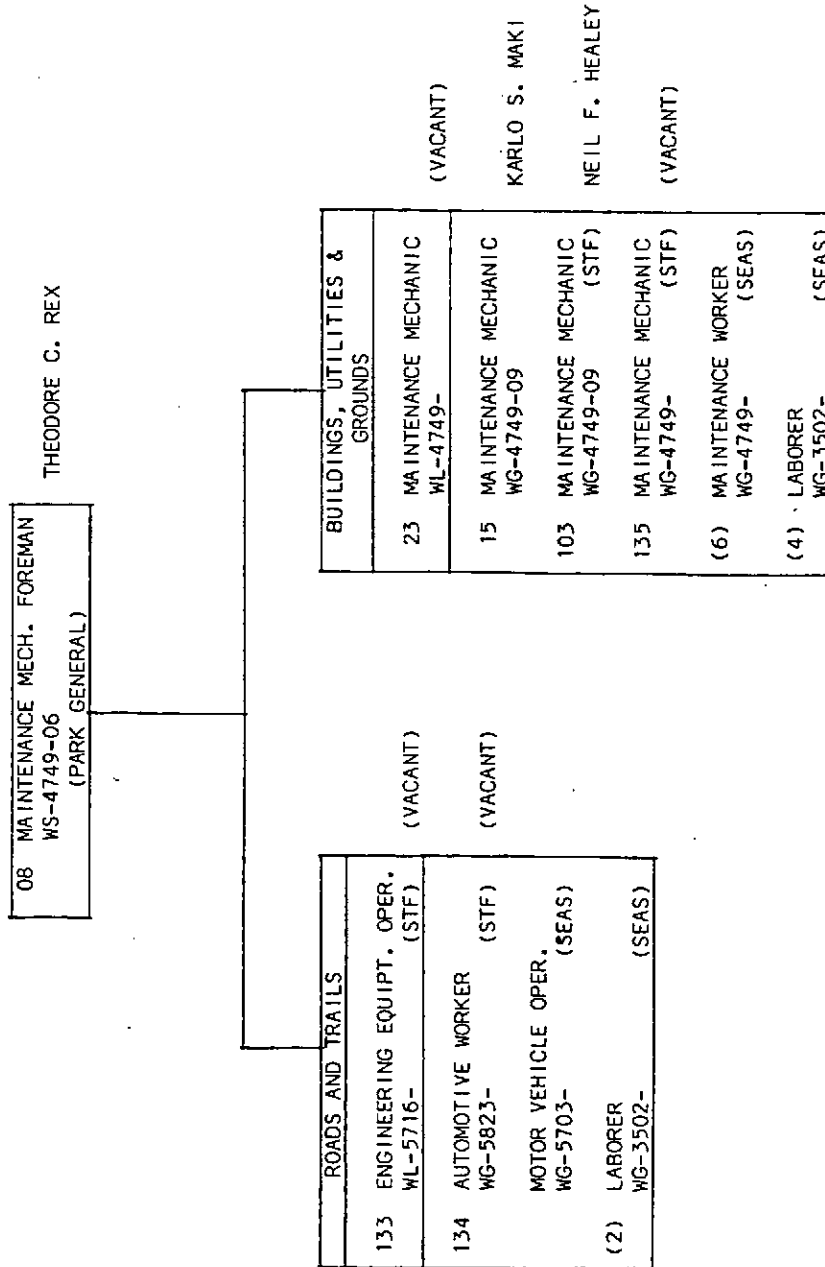 08 MAINTENANCE MECH. FOREMAN
WS-4749-06
(PARK GENERAL)
THEODORE C. REX
ROADS AND TRAILS
133 ENGINEERING EQUIPT. OPER.
WL-5716- (STF) (VACANT)
134 AUTOMOTIVE WORKER
WG-5823- (STF) (VACANT)
MOTOR VEHICLE OPER.
WG-5703- (SEAS)
(2) LABORER
WG-3502- (SEAS)
BUILDINGS, UTILITIES &
GROUNDS
23 MAINTENANCE MECHANIC
WL-4749- (VACANT)
15 MAINTENANCE MECHANIC
WG-4749-09 KARLO S. MAKI
103 MAINTENANCE MECHANIC
WG-4749-09 (STF) NEIL F. HEALEY
135 MAINTENANCE MECHANIC
WG-4749- (STF) (VACANT)
(6) MAINTENANCE WORKER
WG-4749- (SEAS)
(4) LABORER
WG-3502- (SEAS)